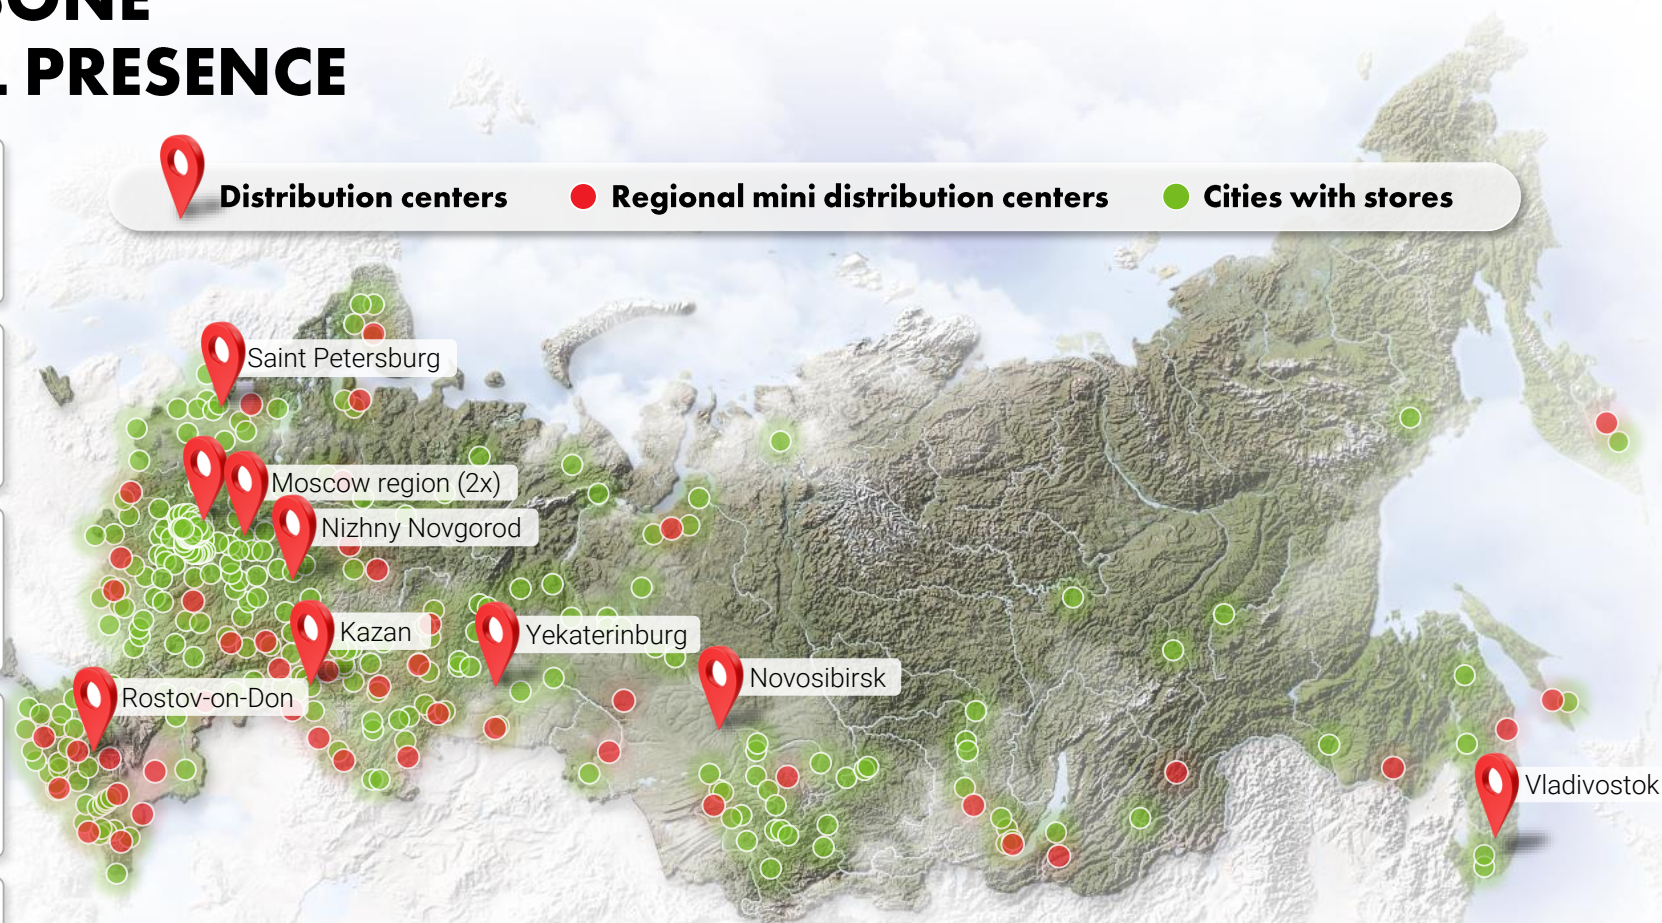 PRESENCE
Distribution centers
Regional mini distribution centers
Cities with stores
Saint Petersburg
Moscow region (2x)
Nizhny Novgorod
Kazan
Yekaterinburg
Novosibirsk
Rostov-on-Don
Vladivostok